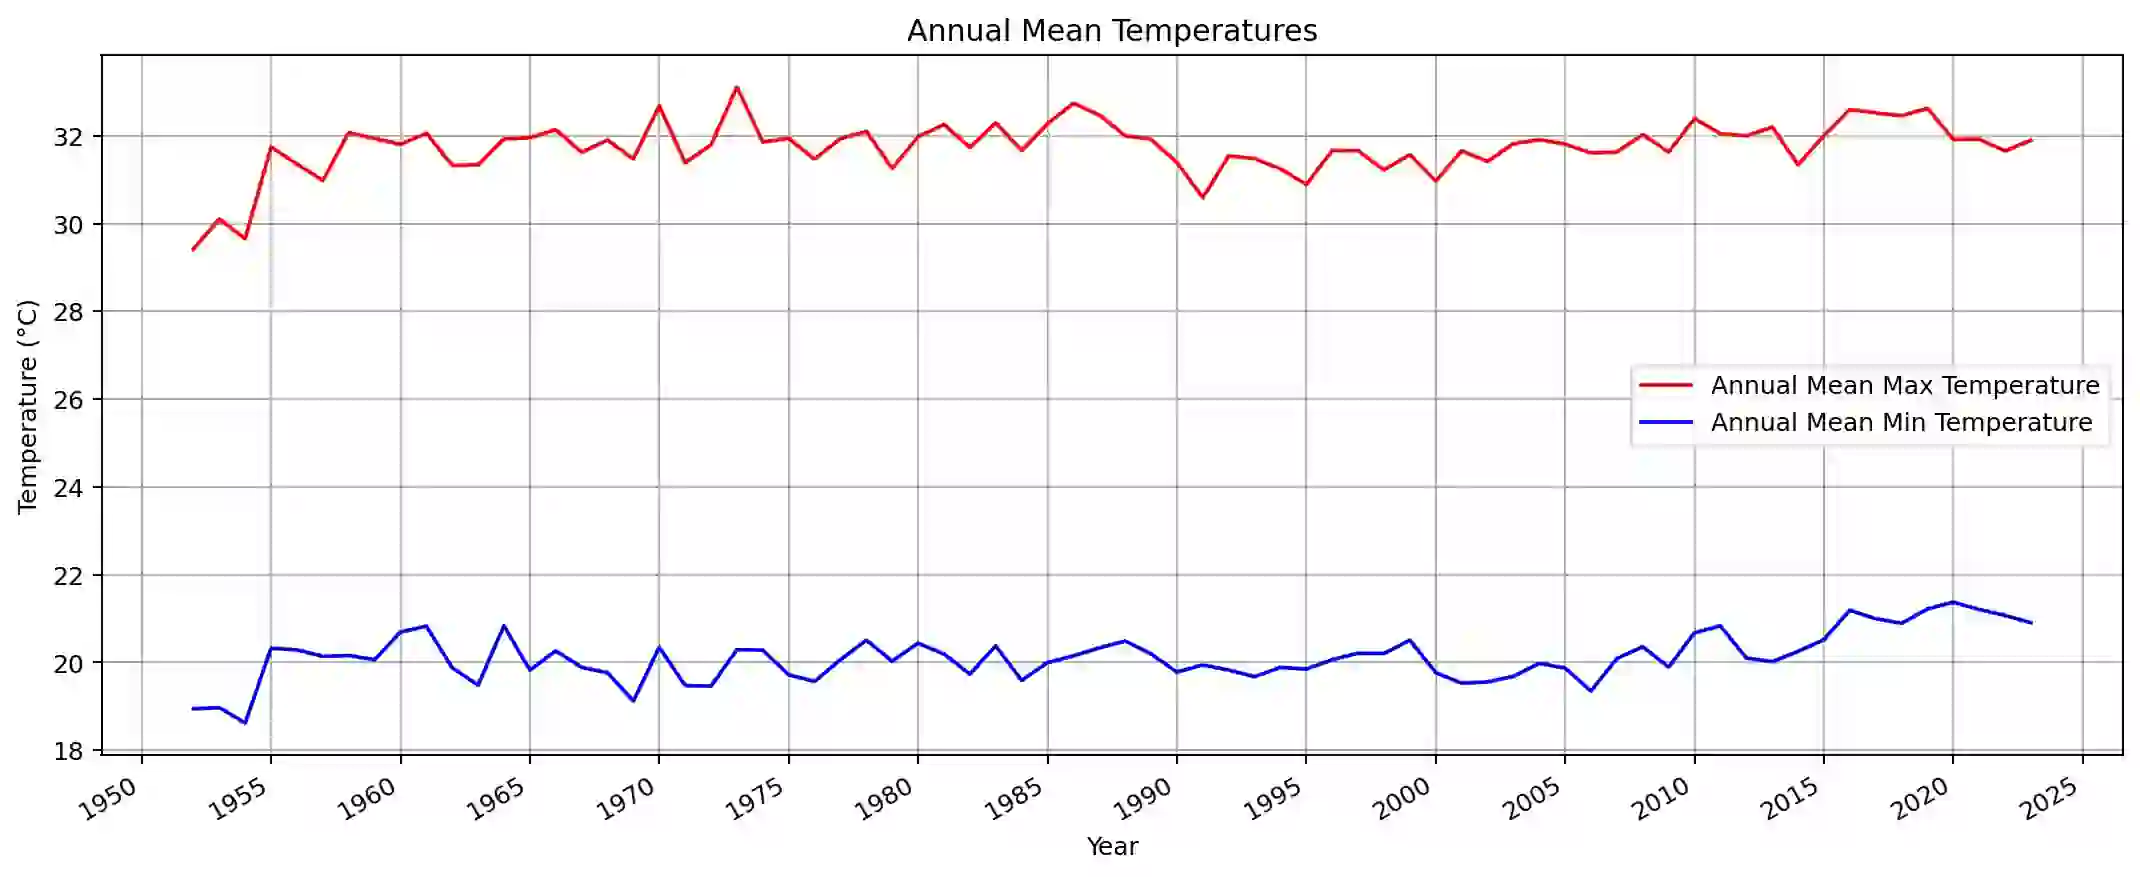 Annual Mean Temperatures
Temperature (°C)
32
30
28
26
24
22
20
18
Annual Mean Max Temperature
Annual Mean Min Temperature
1950 1955 1960 1965 1970 1975 1980 1985 1990 1995 2000 2005 2010 2015 2020 2025
Year